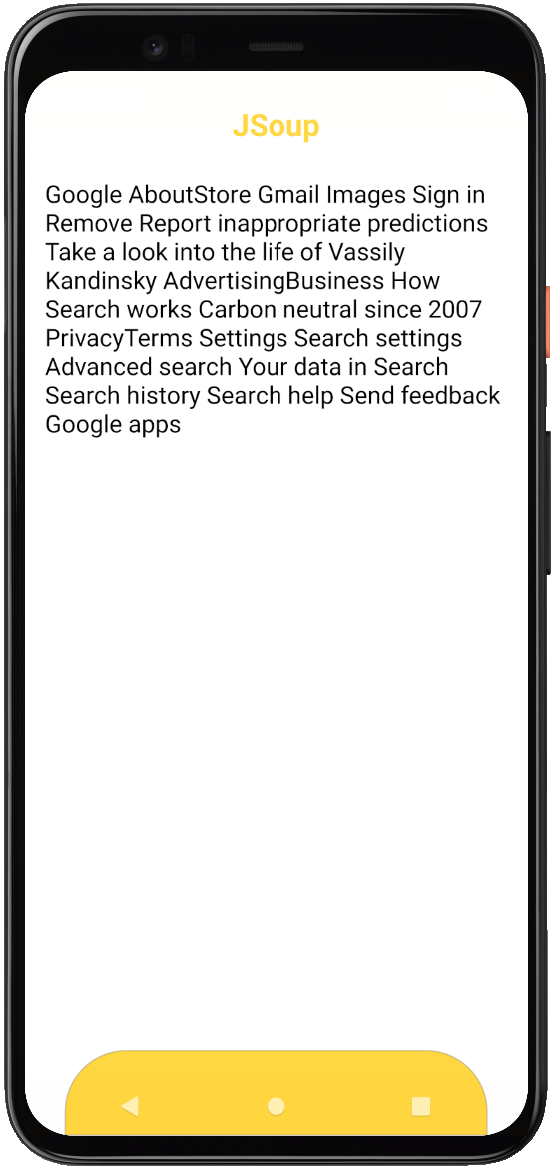 JSoup
Google AboutStore Gmail Images Sign in
Remove Report inappropriate predictions
Take a look into the life of Vassily
Kandinsky AdvertisingBusiness How
Search works Carbon neutral since 2007
PrivacyTerms Settings Search settings
Advanced search Your data in Search
Search history Search help Send feedback
Google apps